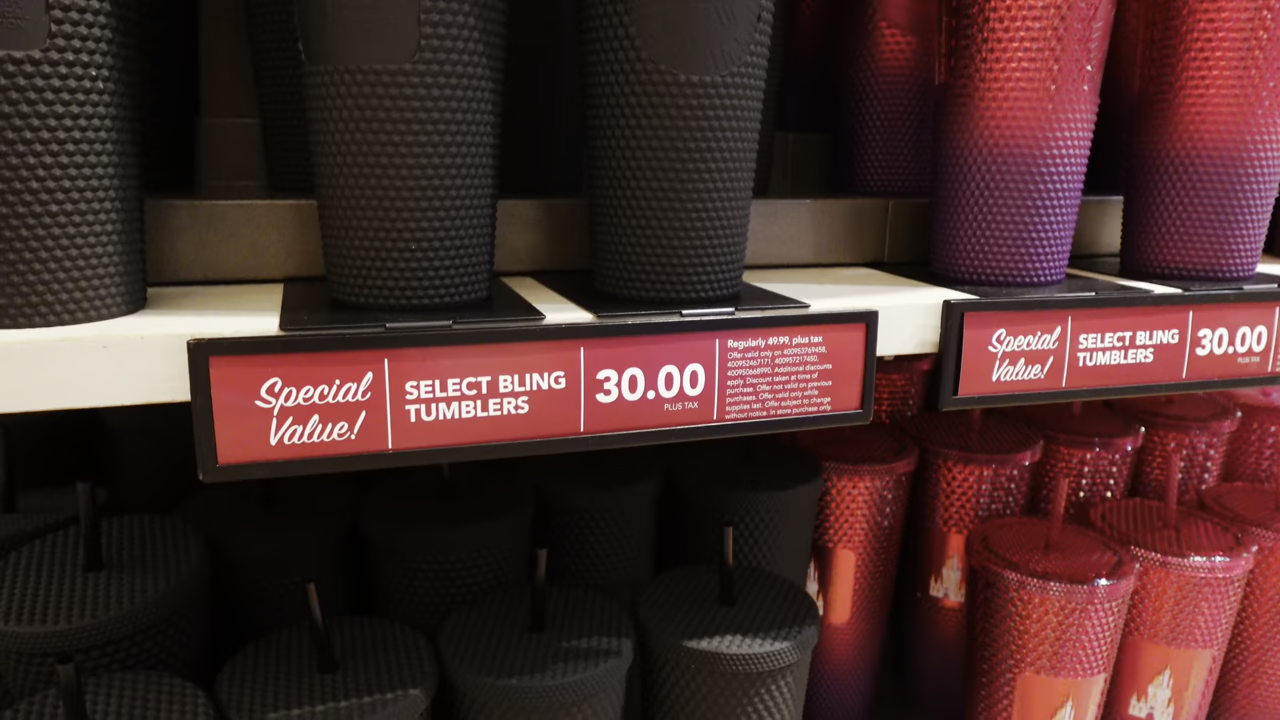 Special
Value!
SELECT BLING
TUMBLERS
30.00
PLUS TAX
Regularly 49.99, plus tax
Offer valid only on 400953769458,
400952467171, 400957217450,
400950668990. Additional discounts
apply. Discount taken at time of
purchase. Offer not valid on previous
purchases. Offer valid only while
supplies last. Offer subject to change
without notice. In store purchase only.
Special
Value!
SELECT BLING
TUMBLERS
30.00
PLUS TAX